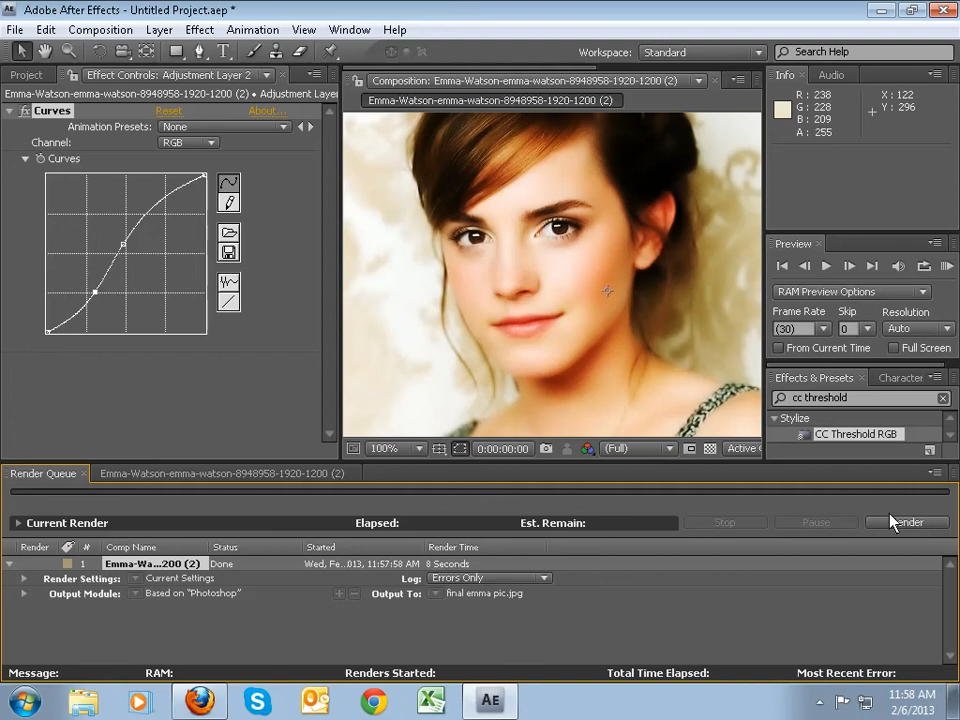 Adobe After Effects - Untitled Project.aep *
File Edit Composition Layer Effect Animation View Window Help
Workspace: Standard Search Help
Project Effect Controls: Adjustment Layer 2
Emma-Watson-emma-watson-8948958-1920-1200 (2) • Adjustment Laye
fx Curves Reset About...
Animation Presets: None
Channel: RGB
Curves
Composition: Emma-Watson-emma-watson-8948958-1920-1200 (2)
Emma-Watson-emma-watson-8948958-1920-1200 (2)
100% 0:00:00:00 (Full) Active
Info Audio
R: 238 X: 122
G: 228 Y: 296
B: 209
A: 255
Preview
RAM Preview Options
Frame Rate Skip Resolution
(30) 0 Auto
From Current Time Full Screen
Effects & Presets Character
cc threshold
Stylize
CC Threshold RGB
Render Queue Emma-Watson-emma-watson-8948958-1920-1200 (2)
Current Render Elapsed: Est. Remain: Stop Pause Render
Render # Comp Name Status Started Render Time
1 Emma-Wa...200 (2) Done Wed, Fe...013, 11:57:58 AM 8 Seconds
Render Settings: Current Settings Log: Errors Only
Output Module: Based on "Photoshop" Output To: final emma pic.jpg
Message: RAM: Renders Started: Total Time Elapsed: Most Recent Error:
AE 11:58 AM
2/6/2013